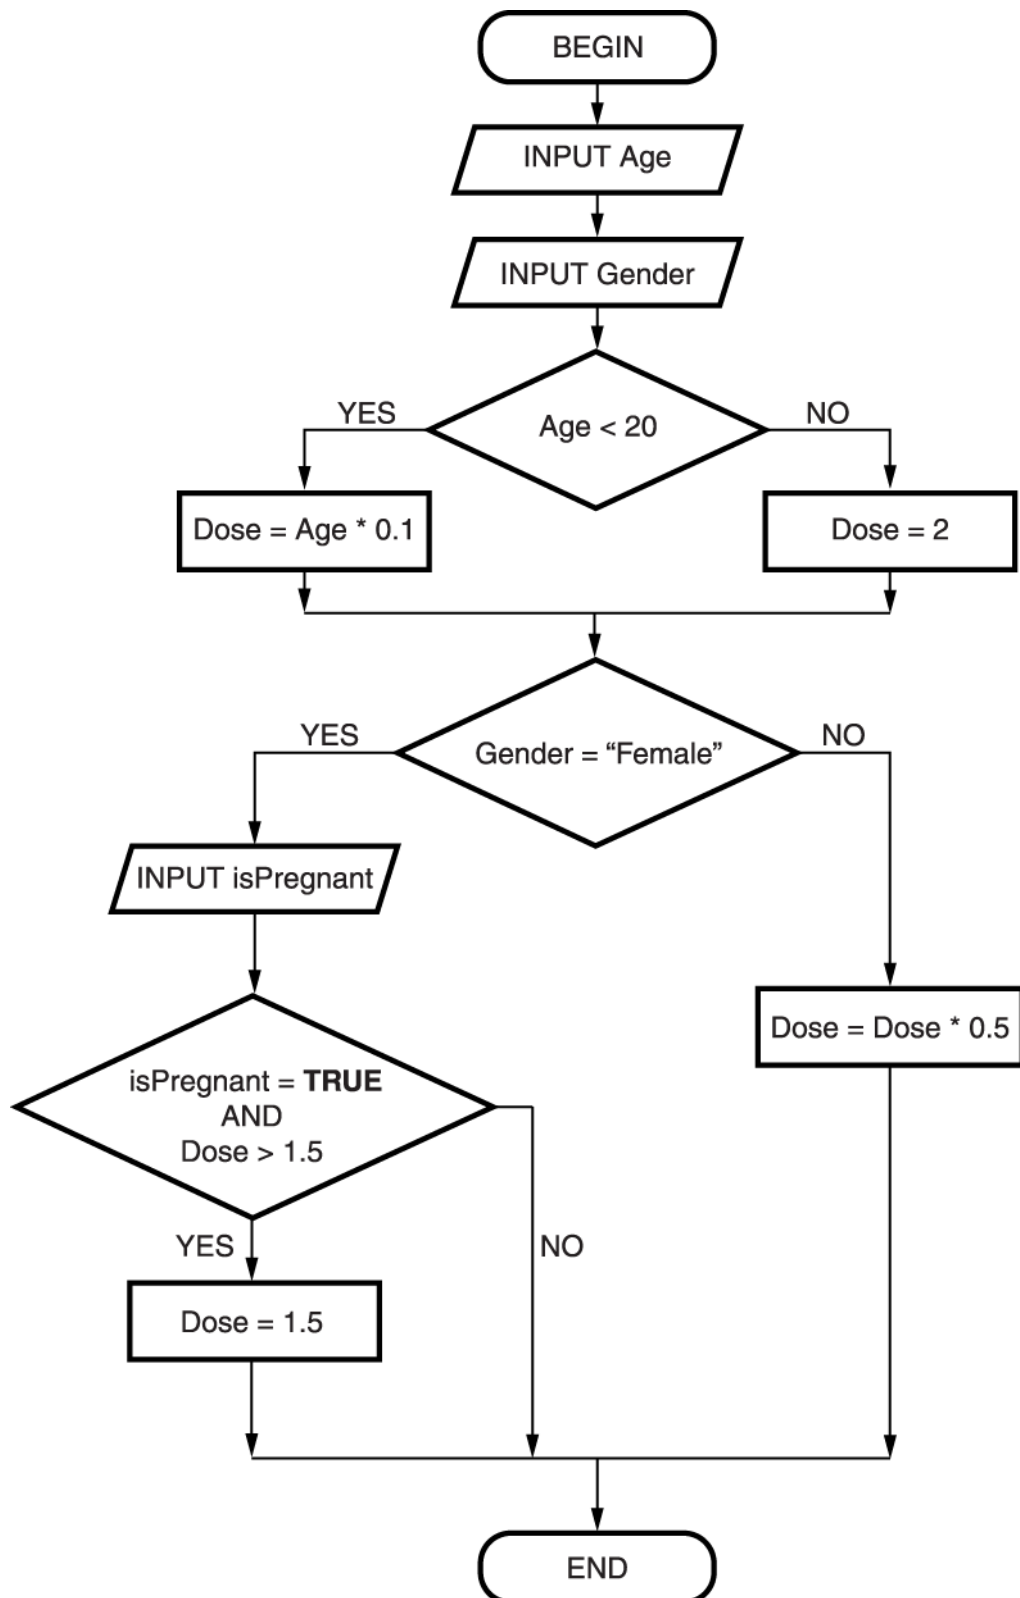 BEGIN
INPUT Age
INPUT Gender
YES
Age < 20
NO
Dose = Age * 0.1
Dose = 2
YES
Gender = “Female”
NO
INPUT isPregnant
Dose = Dose * 0.5
isPregnant = TRUE
AND
Dose > 1.5
YES
NO
Dose = 1.5
END